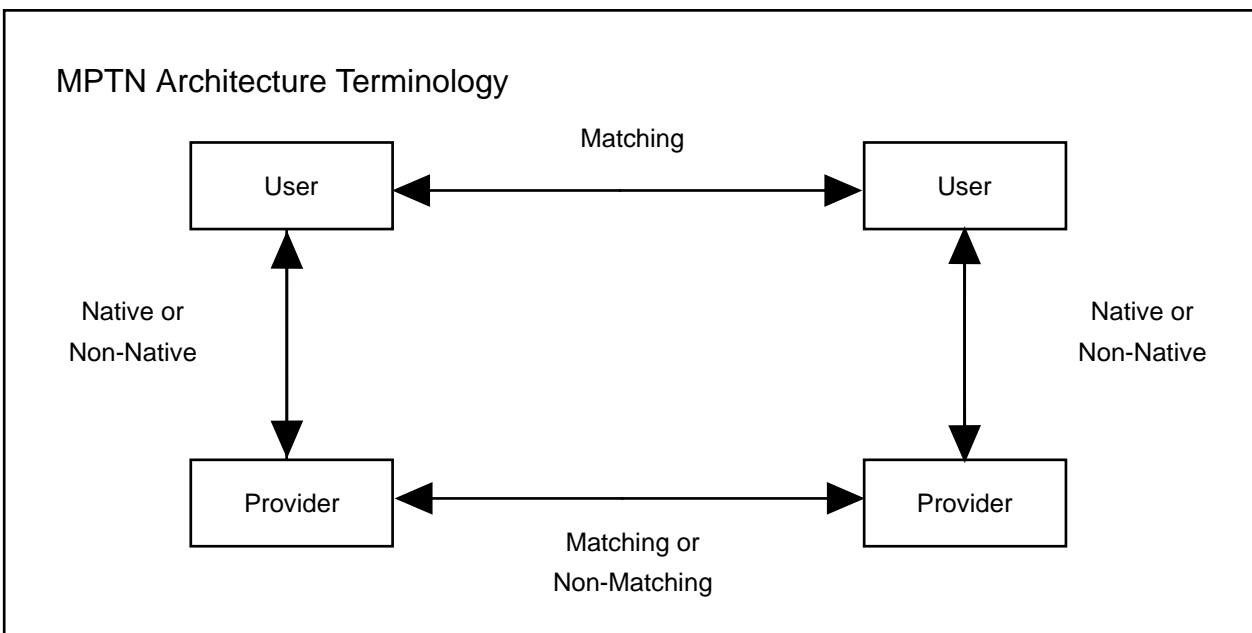 MPTN Architecture Terminology
Matching
User
User
Native or
Non-Native
Native or
Non-Native
Provider
Provider
Matching or
Non-Matching